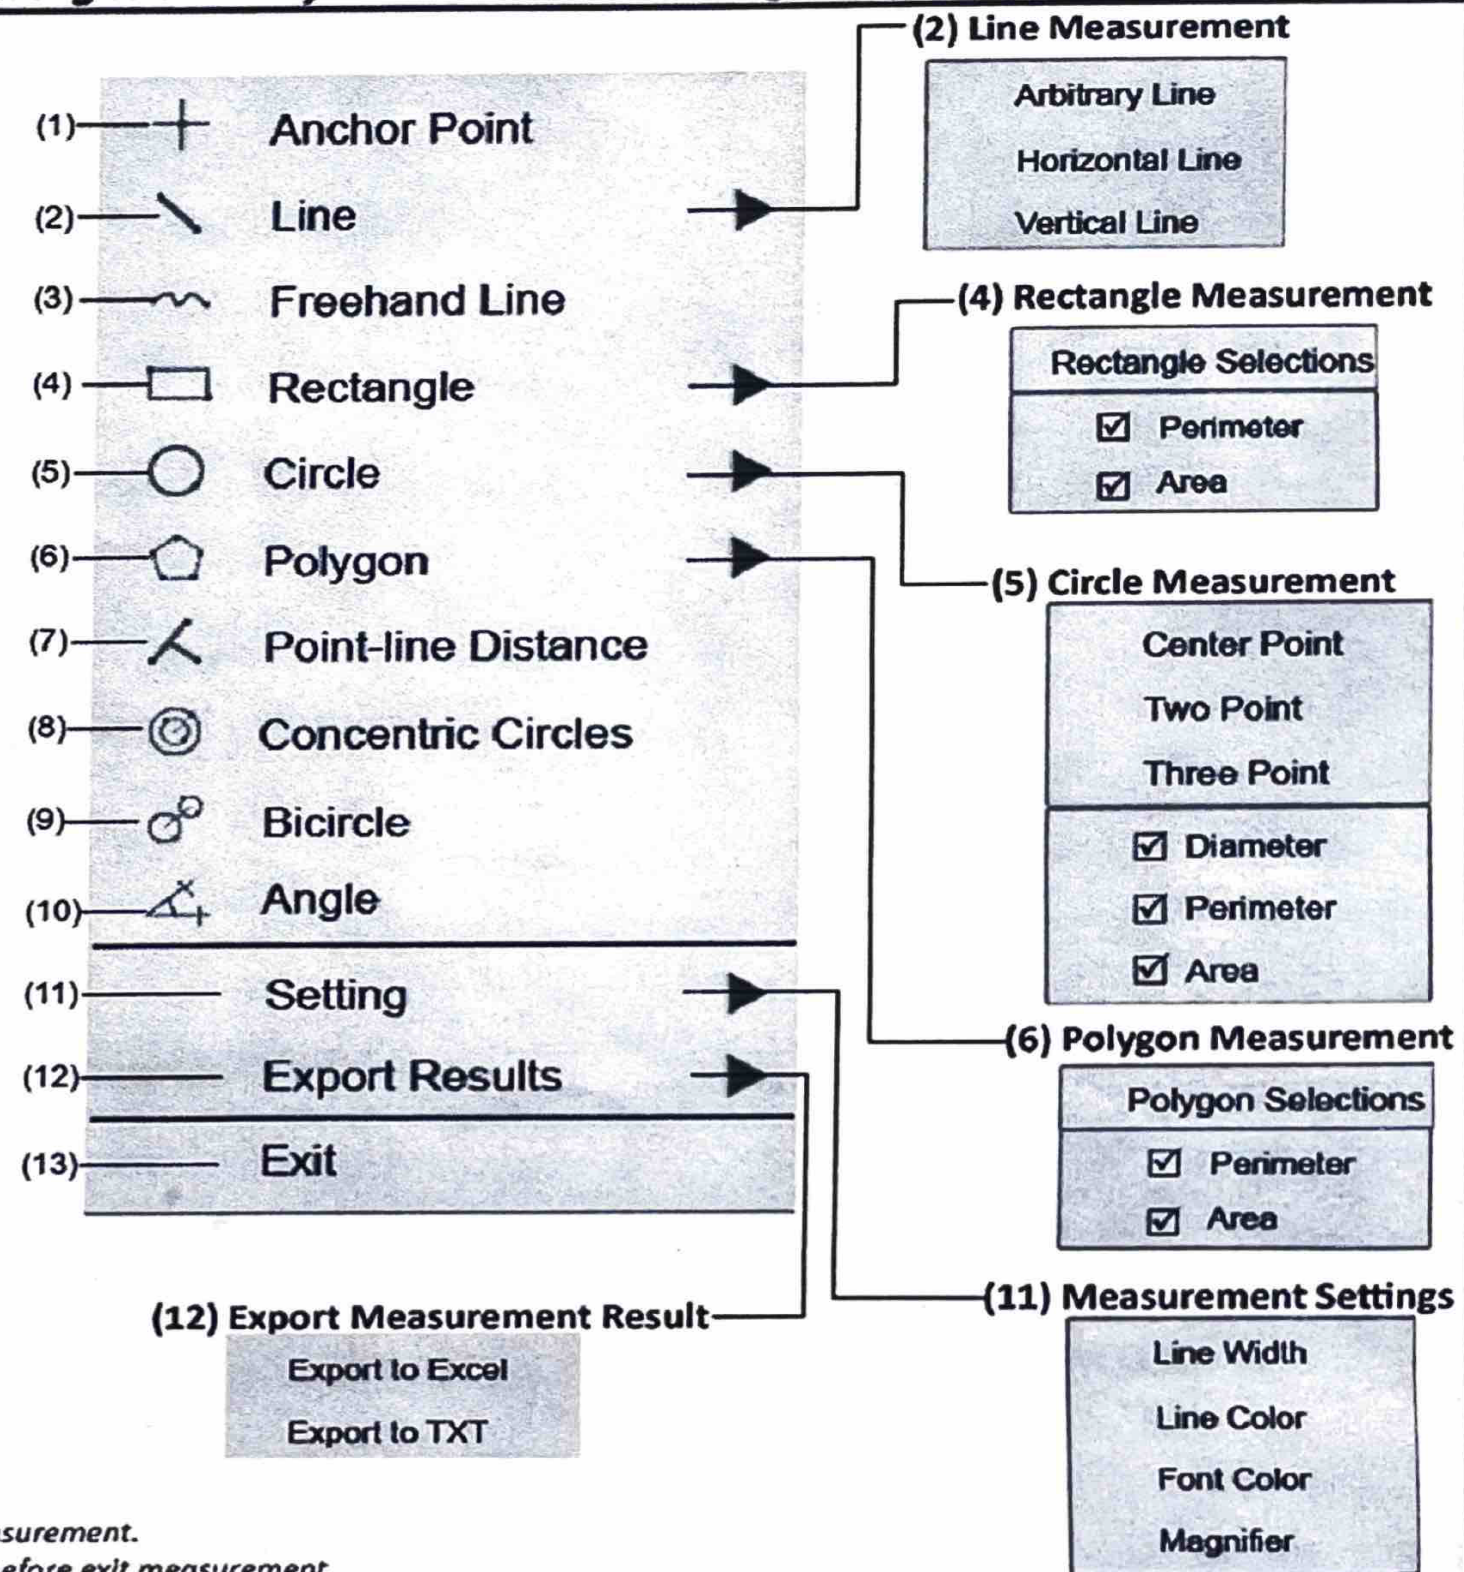 (1) Anchor Point
(2) Line
(3) Freehand Line
(4) Rectangle
(5) Circle
(6) Polygon
(7) Point-line Distance
(8) Concentric Circles
(9) Bicircle
(10) Angle
(11) Setting
(12) Export Results
(13) Exit
(2) Line Measurement
Arbitrary Line
Horizontal Line
Vertical Line
(4) Rectangle Measurement
Rectangle Selections
Perimeter
Area
(5) Circle Measurement
Center Point
Two Point
Three Point
Diameter
Perimeter
Area
(6) Polygon Measurement
Polygon Selections
Perimeter
Area
(11) Measurement Settings
Line Width
Line Color
Font Color
Magnifier
(12) Export Measurement Result
Export to Excel
Export to TXT
surement.
efore exit measurement